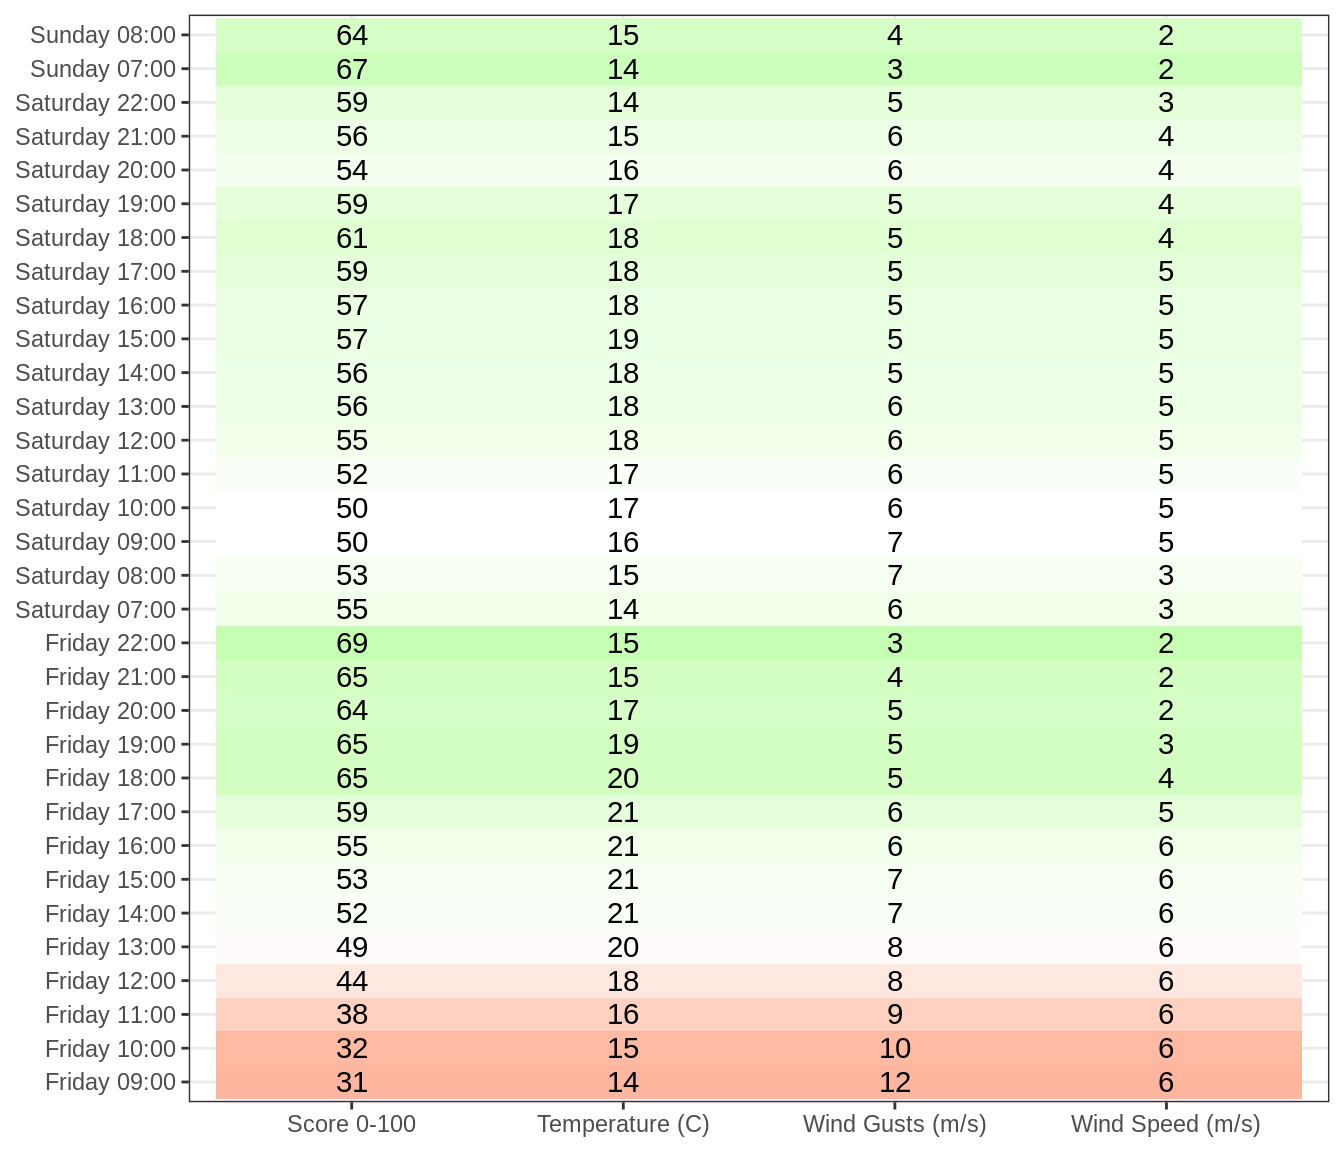 Sunday 08:00 64 15 4 2
Sunday 07:00 67 14 3 2
Saturday 22:00 59 14 5 3
Saturday 21:00 56 15 6 4
Saturday 20:00 54 16 6 4
Saturday 19:00 59 17 5 4
Saturday 18:00 61 18 5 4
Saturday 17:00 59 18 5 5
Saturday 16:00 57 18 5 5
Saturday 15:00 57 19 5 5
Saturday 14:00 56 18 5 5
Saturday 13:00 56 18 6 5
Saturday 12:00 55 18 6 5
Saturday 11:00 52 17 6 5
Saturday 10:00 50 17 6 5
Saturday 09:00 50 16 7 5
Saturday 08:00 53 15 7 3
Saturday 07:00 55 14 6 3
Friday 22:00 69 15 3 2
Friday 21:00 65 15 4 2
Friday 20:00 64 17 5 2
Friday 19:00 65 19 5 3
Friday 18:00 65 20 5 4
Friday 17:00 59 21 6 5
Friday 16:00 55 21 6 6
Friday 15:00 53 21 7 6
Friday 14:00 52 21 7 6
Friday 13:00 49 20 8 6
Friday 12:00 44 18 8 6
Friday 11:00 38 16 9 6
Friday 10:00 32 15 10 6
Friday 09:00 31 14 12 6
Score 0-100 Temperature (C) Wind Gusts (m/s) Wind Speed (m/s)